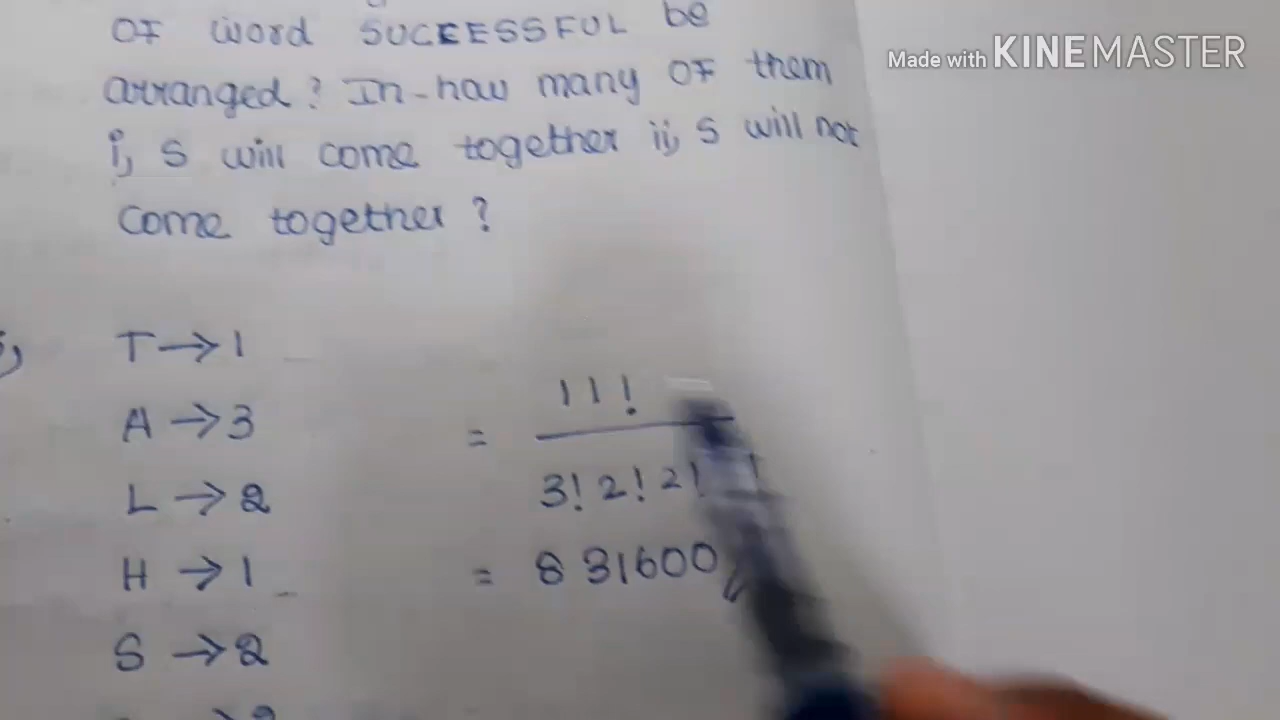 OF word SUCEESSFUL be
Made with KINEMASTER
arranged? In-how many OF them
i, S will come together ii, S will not
come together ?
T→1
A→3
L→2
H→1
S→2
= 11!
3! 2! 2!
= 831600